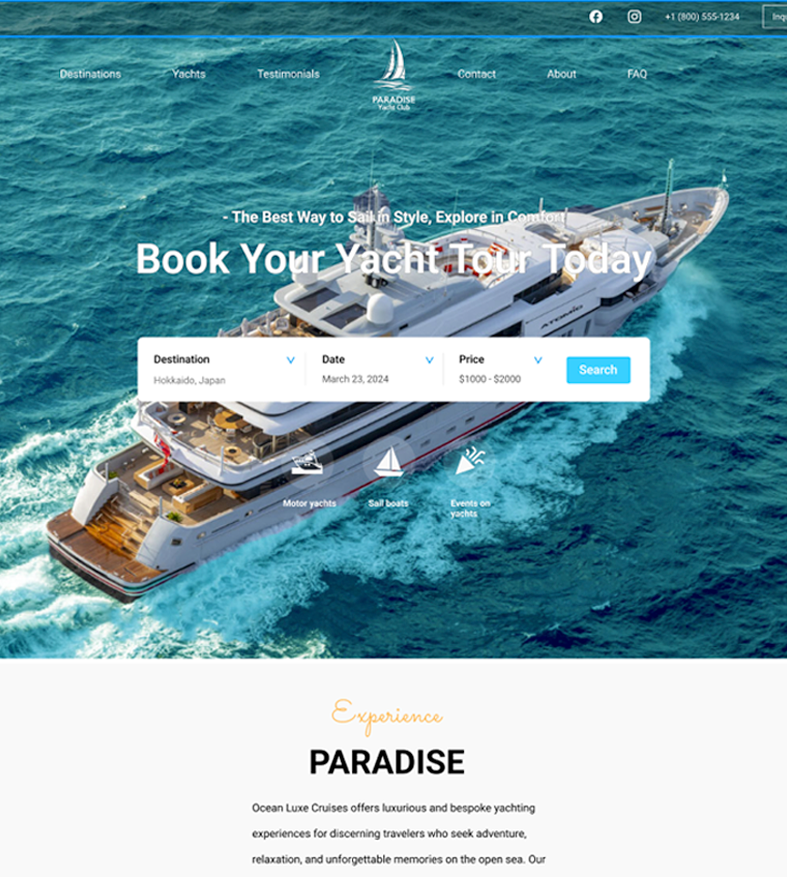 +1 (800) 555-1234
Destinations
Yachts
Testimonials
PARADISE
Yacht Club
Contact
About
FAQ
- The Best Way to Sail in Style, Explore in Comfort
Book Your Yacht Tour Today
Destination
Hokkaido, Japan
Date
March 23, 2024
Price
$1000 - $2000
Search
ATOMIC
Motor yachts
Sail boats
Events on
yachts
Experience
PARADISE
Ocean Luxe Cruises offers luxurious and bespoke yachting
experiences for discerning travelers who seek adventure,
relaxation, and unforgettable memories on the open sea. Our